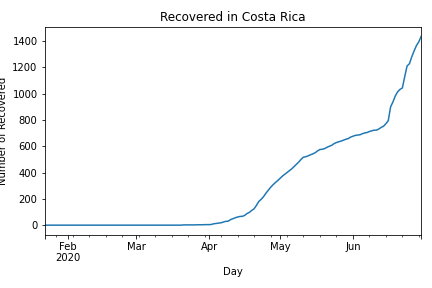 Recovered in Costa Rica
Number of Recovered
1400
1200
1000
800
600
400
200
0
Feb
2020
Mar
Apr
May
Jun
Day